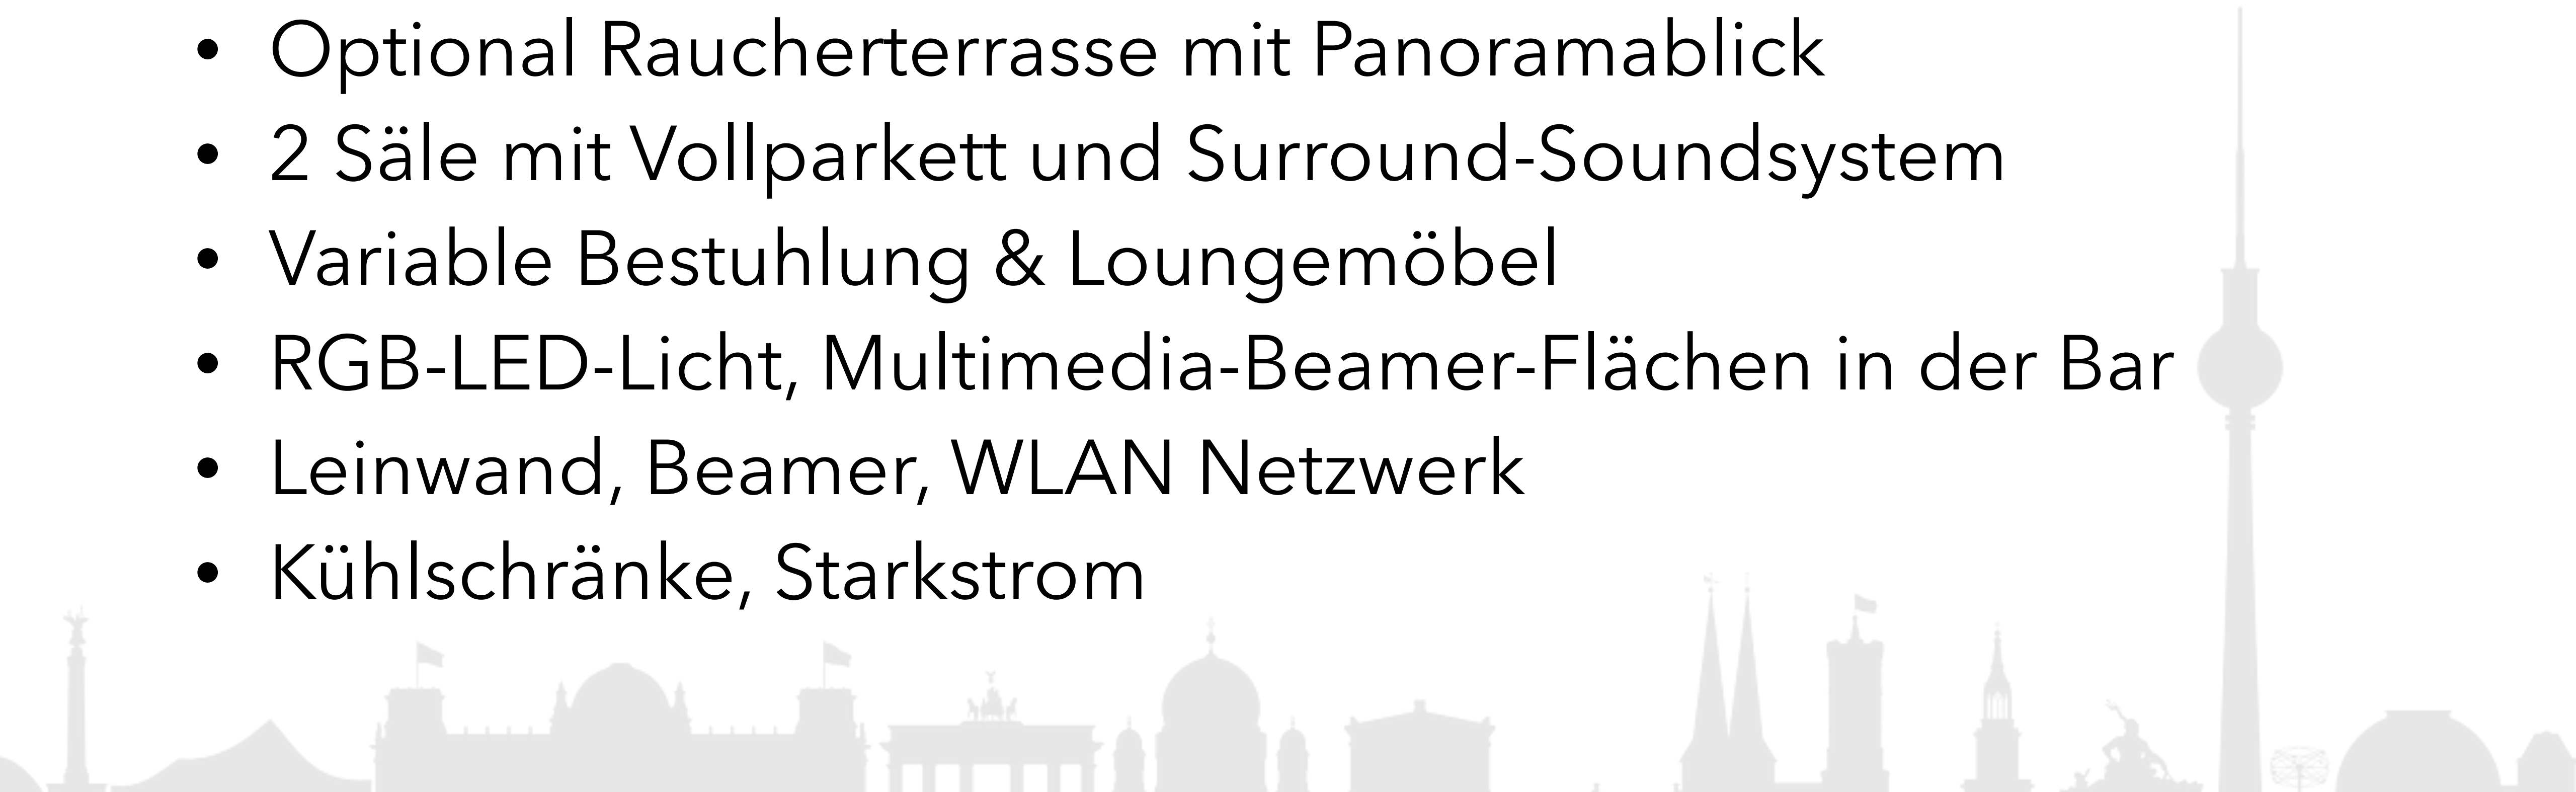 • Optional Raucherterrasse mit Panoramablick
• 2 Säle mit Vollparkett und Surround-Soundsystem
• Variable Bestuhlung & Loungemöbel
• RGB-LED-Licht, Multimedia-Beamer-Flächen in der Bar
• Leinwand, Beamer, WLAN Netzwerk
• Kühlschränke, Starkstrom